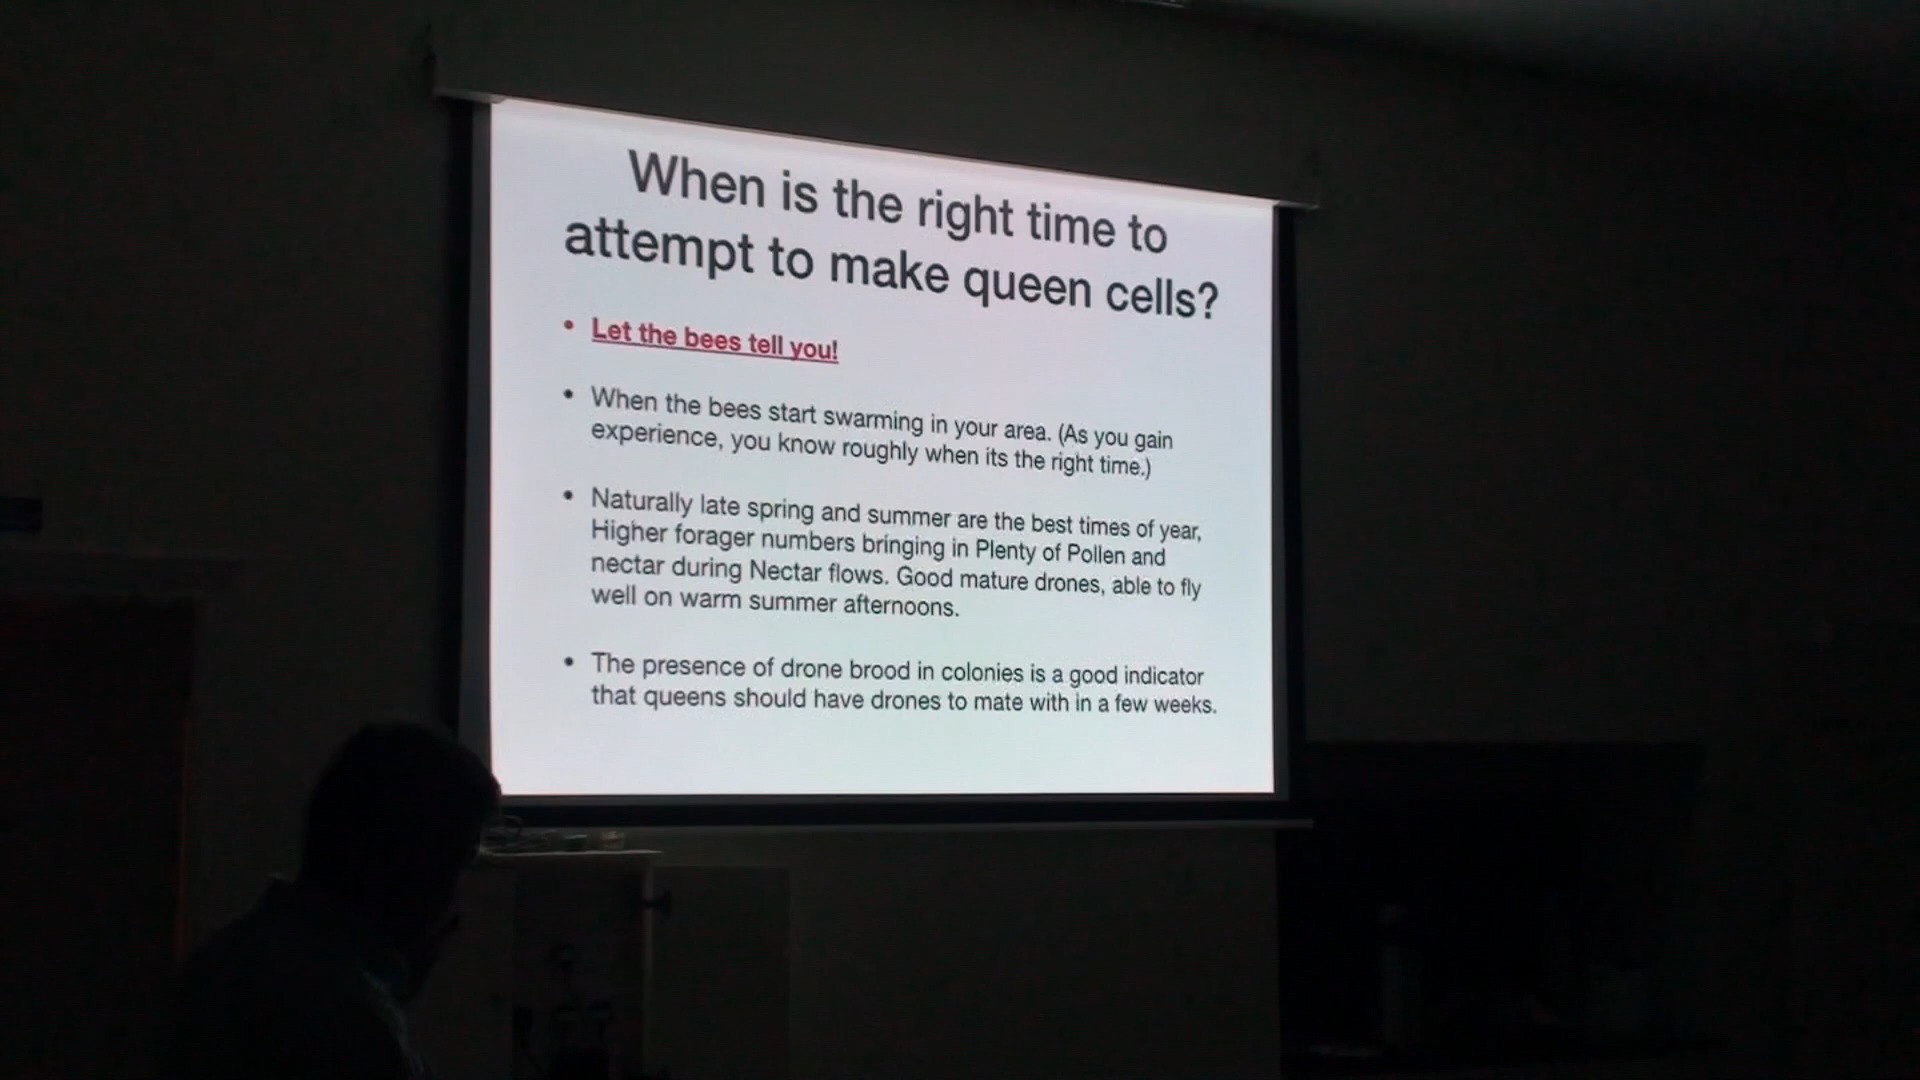 When is the right time to
attempt to make queen cells?
• Let the bees tell you!
• When the bees start swarming in your area. (As you gain
experience, you know roughly when its the right time.)
• Naturally late spring and summer are the best times of year,
Higher forager numbers bringing in Plenty of Pollen and
nectar during Nectar flows. Good mature drones, able to fly
well on warm summer afternoons.
• The presence of drone brood in colonies is a good indicator
that queens should have drones to mate with in a few weeks.